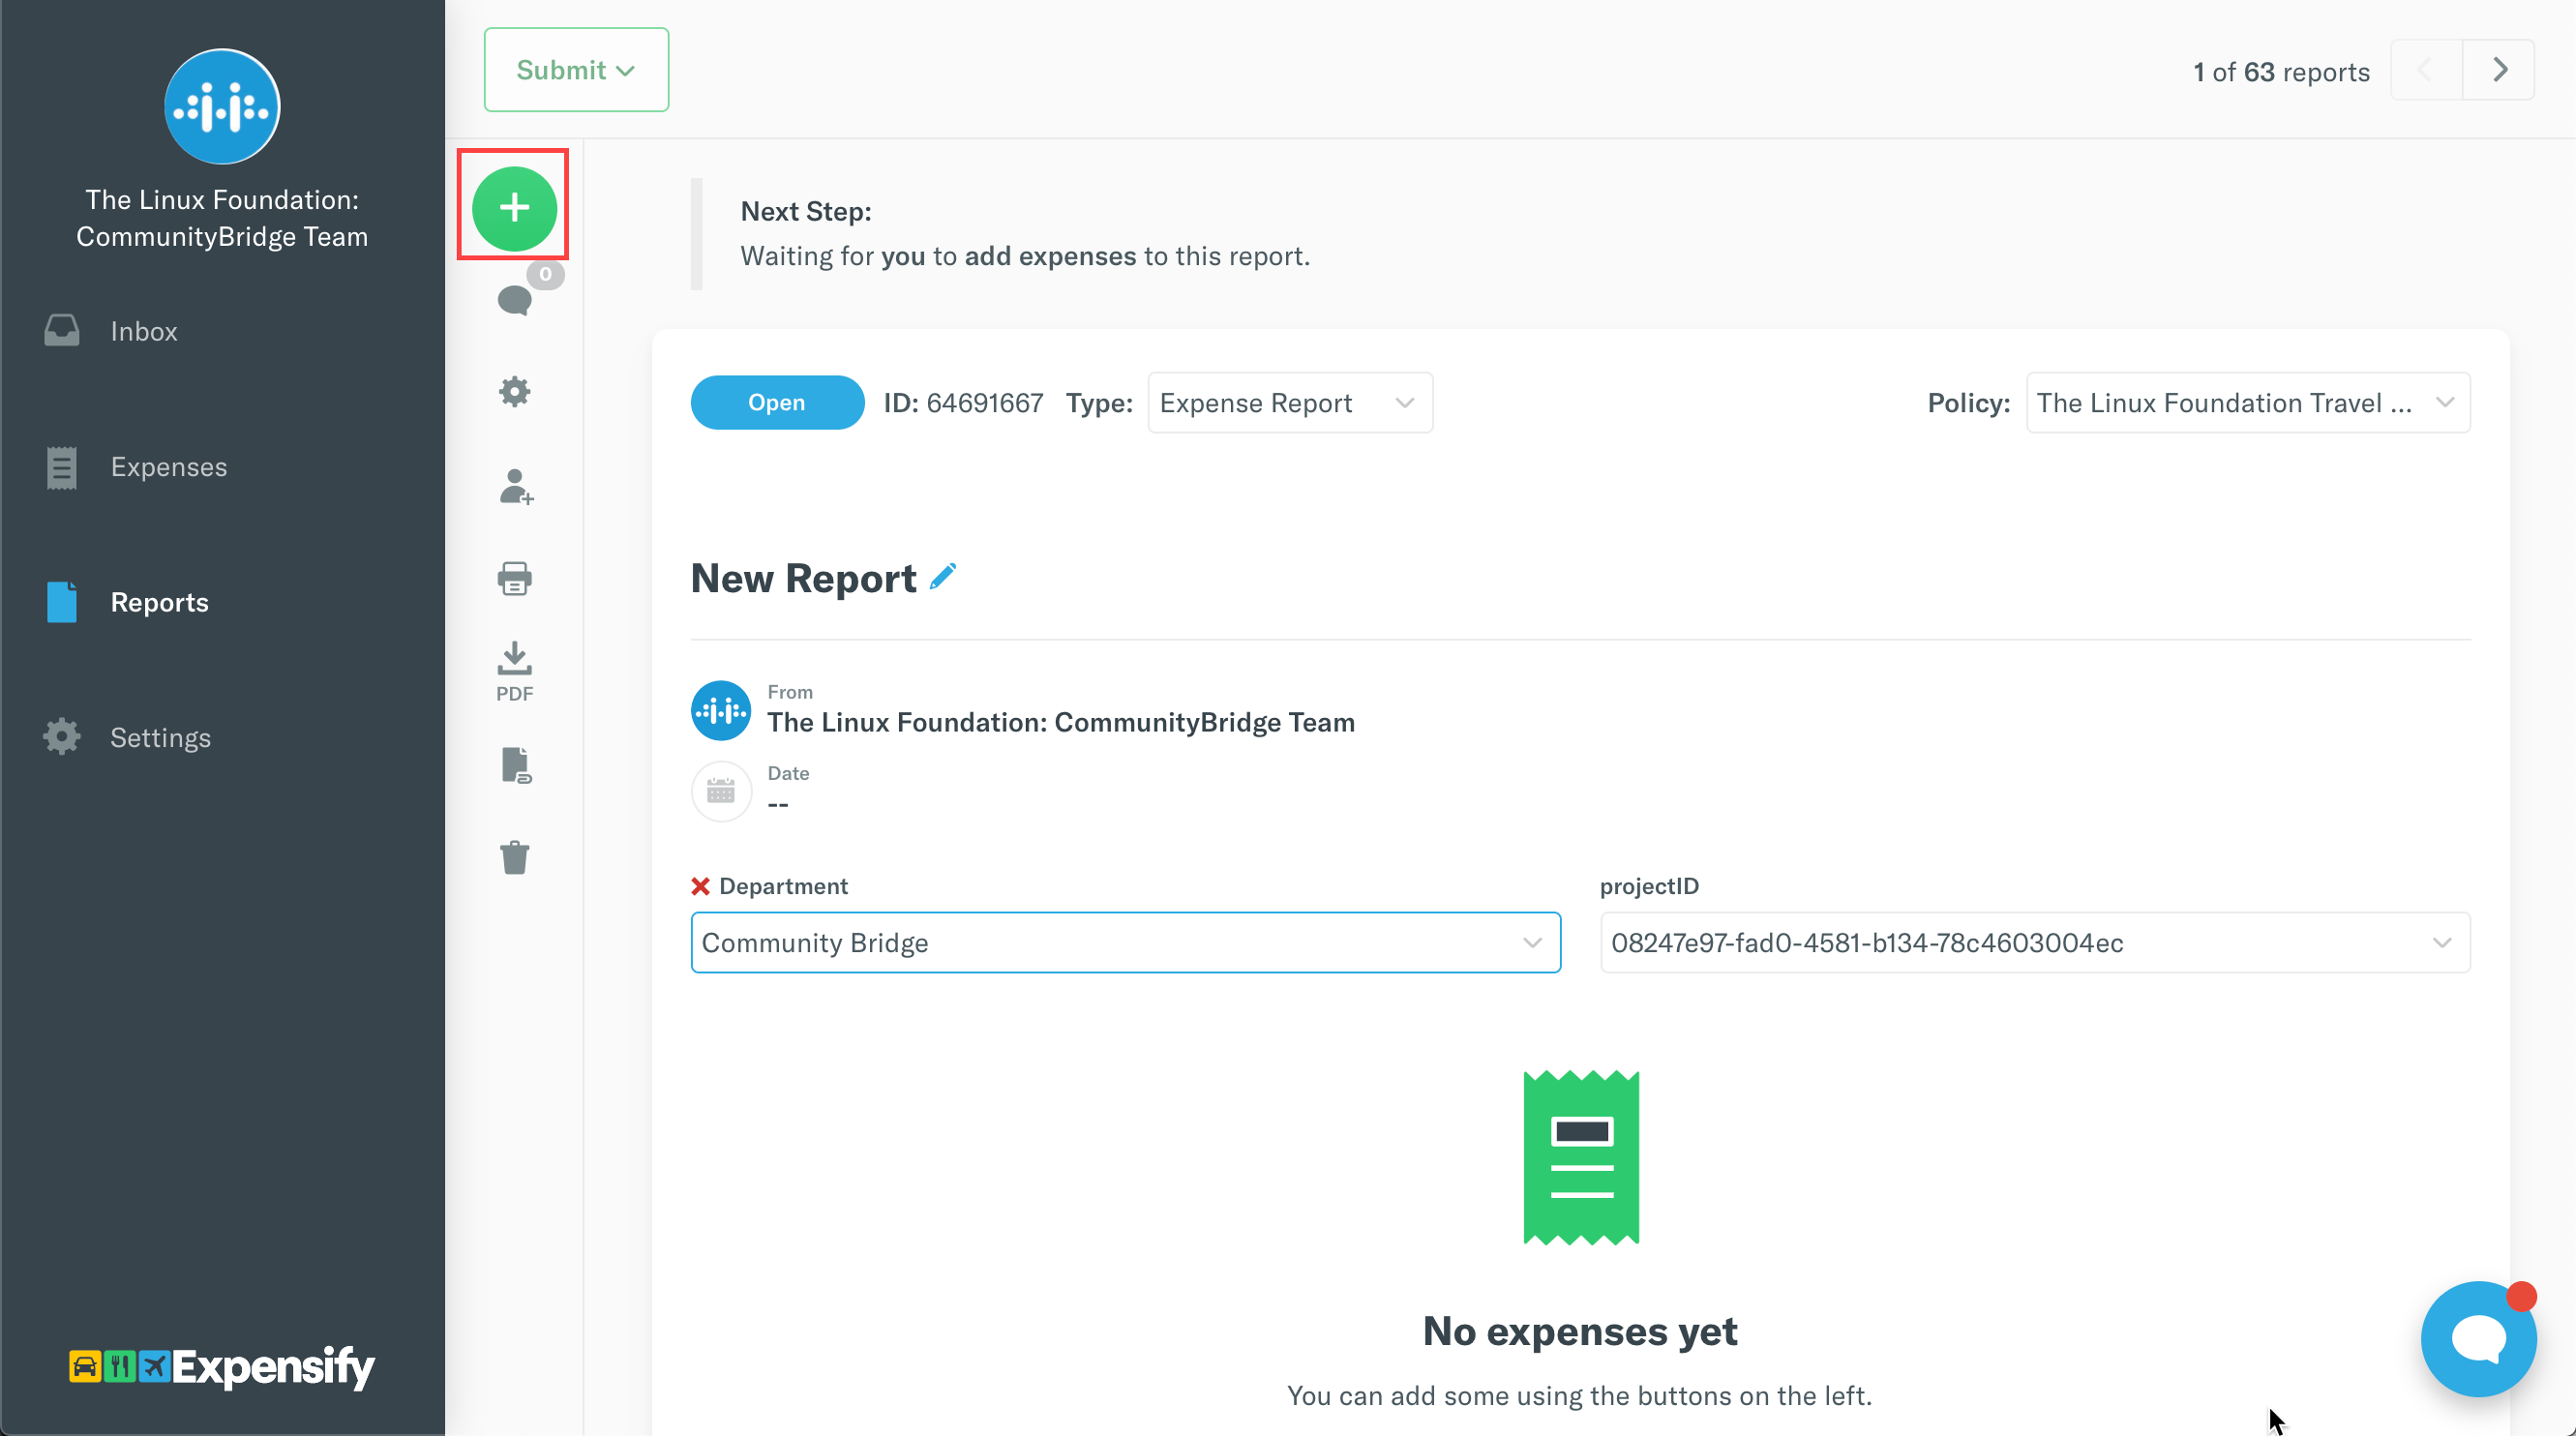 The Linux Foundation:
CommunityBridge Team
Inbox
Expenses
Reports
Settings
Expensify
Submit
1 of 63 reports
0
PDF
Next Step:
Waiting for you to add expenses to this report.
Open ID: 64691667 Type: Expense Report Policy: The Linux Foundation Travel ...
New Report
From
The Linux Foundation: CommunityBridge Team
Date
--
Department
Community Bridge
projectID
08247e97-fad0-4581-b134-78c4603004ec
No expenses yet
You can add some using the buttons on the left.